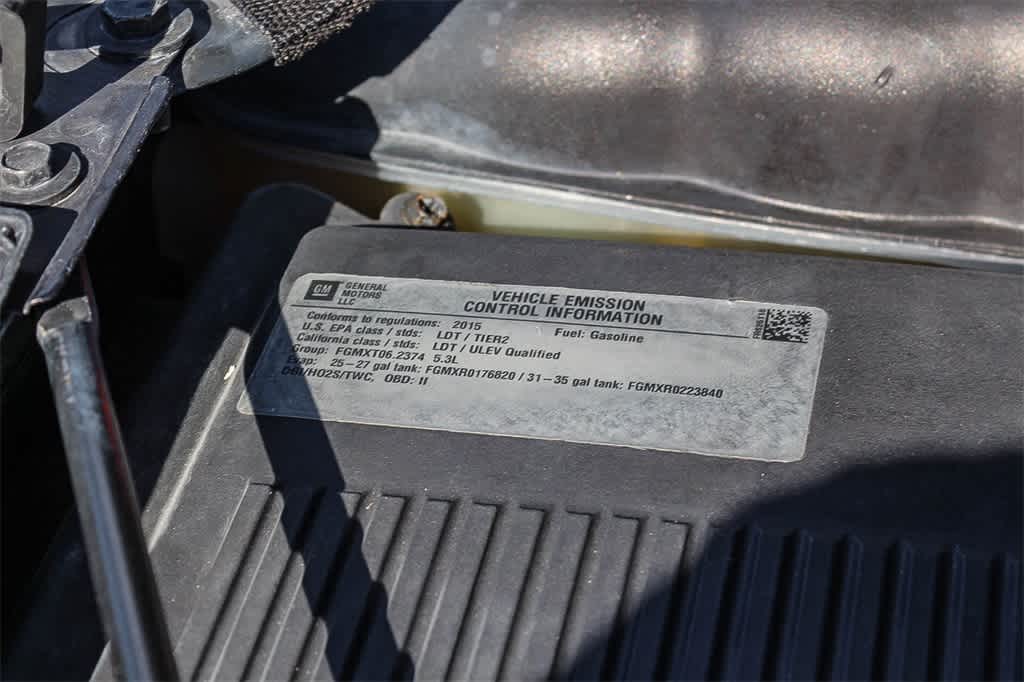 GM GENERAL MOTORS LLC
VEHICLE EMISSION
CONTROL INFORMATION
Conforms to regulations: 2015 Fuel: Gasoline
U.S. EPA class / stds: LDT / TIER2
California class / stds: LDT / ULEV Qualified
Group: FGMXT06.2374 5.3L
Evap: 25-27 gal tank: FGMXR0176820 / 31-35 gal tank: FGMXR0223840
DFI/HO2S/TWC, OBD: II